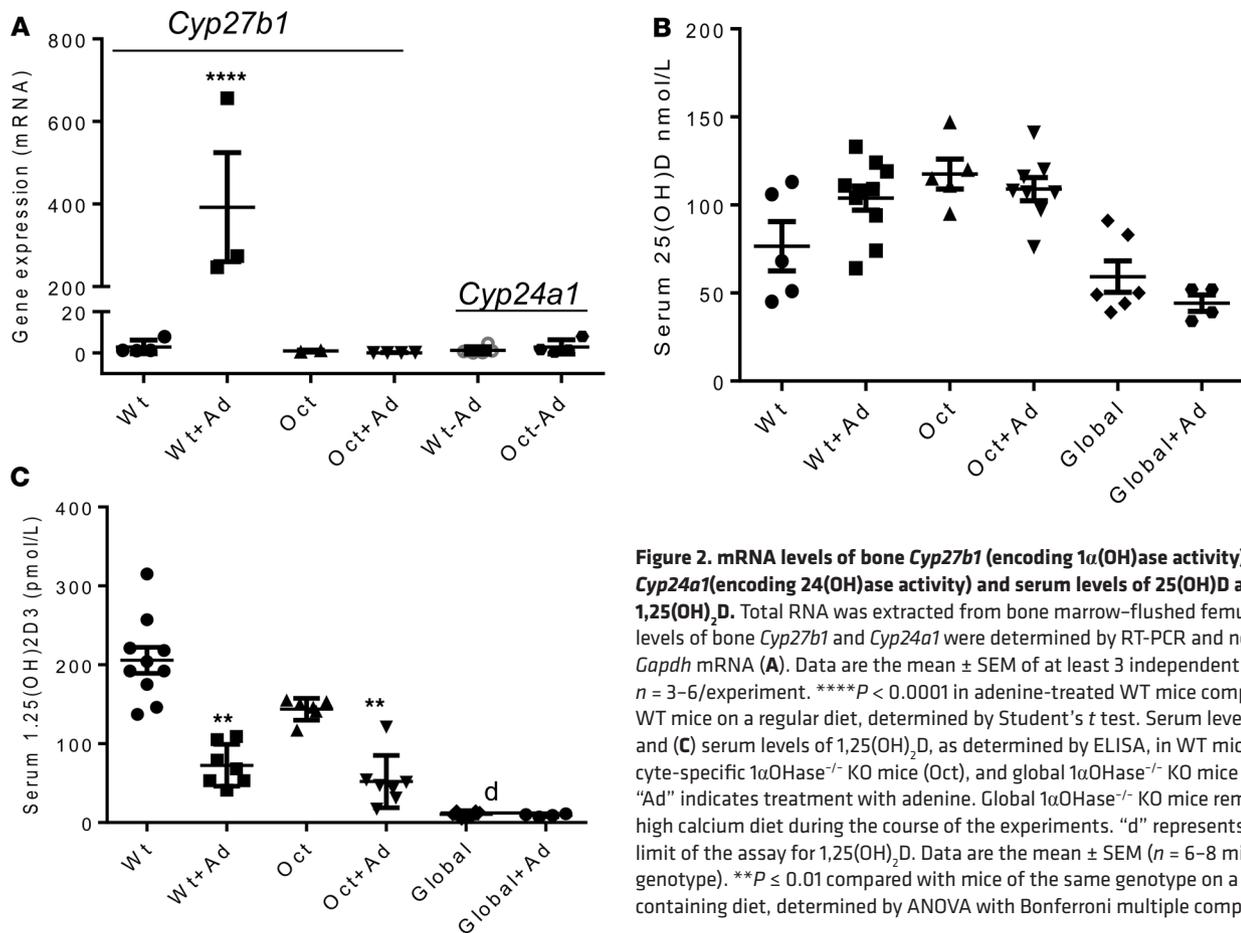 A
Cyp27b1
Gene expression (mRNA)
800
600
400
200
20
0
****
Cyp24a1
Wt
Wt+Ad
Oct
Oct+Ad
Wt-Ad
Oct-Ad
B
Serum 25(OH)D nmol/L
200
150
100
50
0
Wt
Wt+Ad
Oct
Oct+Ad
Global
Global+Ad
C
Serum 1.25(OH)2D3 (pmol/L)
400
300
200
100
0
**
**
d
Wt
Wt+Ad
Oct
Oct+Ad
Global
Global+Ad
Figure 2. mRNA levels of bone Cyp27b1 (encoding 1α(OH)ase activity)
Cyp24a1(encoding 24(OH)ase activity) and serum levels of 25(OH)D a
1,25(OH)₂D. Total RNA was extracted from bone marrow–flushed femu
levels of bone Cyp27b1 and Cyp24a1 were determined by RT-PCR and no
Gapdh mRNA (A). Data are the mean ± SEM of at least 3 independent
n = 3–6/experiment. ****P < 0.0001 in adenine-treated WT mice comp
WT mice on a regular diet, determined by Student's t test. Serum leve
and (C) serum levels of 1,25(OH)₂D, as determined by ELISA, in WT mic
cyte-specific 1αOHase⁻/⁻ KO mice (Oct), and global 1αOHase⁻/⁻ KO mice
"Ad" indicates treatment with adenine. Global 1αOHase⁻/⁻ KO mice rem
high calcium diet during the course of the experiments. "d" represents
limit of the assay for 1,25(OH)₂D. Data are the mean ± SEM (n = 6–8 mi
genotype). **P ≤ 0.01 compared with mice of the same genotype on a
containing diet, determined by ANOVA with Bonferroni multiple comp